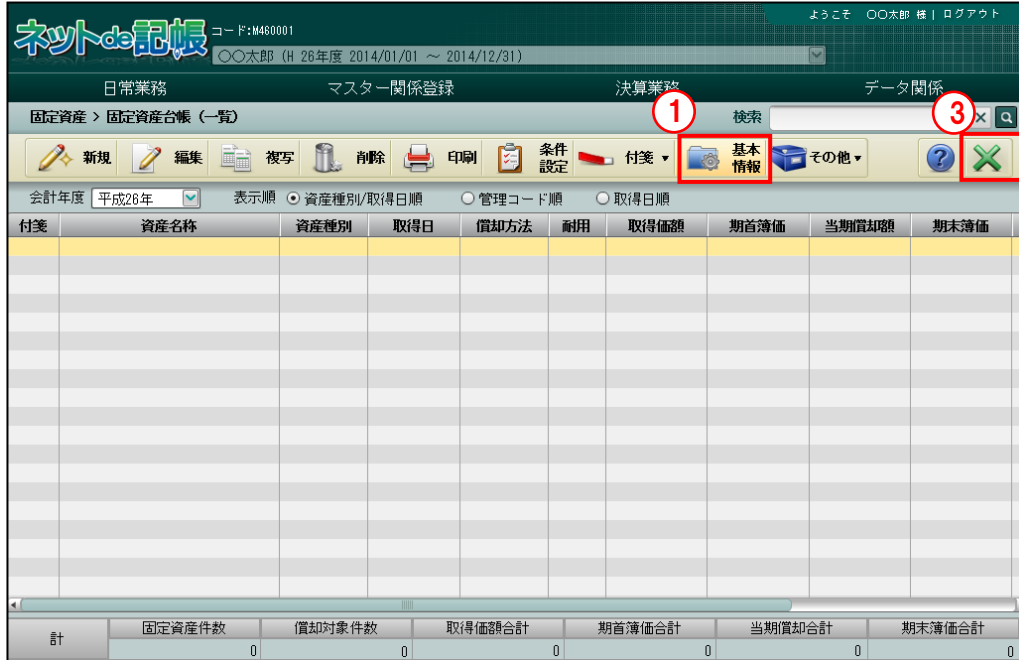 ようこそ 〇〇太郎 様 | ログアウト
ネットde記帳 コード:M460001
〇〇太郎 (H 26年度 2014/01/01 ～ 2014/12/31)
日常業務 マスター関係登録 決算業務 データ関係
固定資産 > 固定資産台帳 (一覧) 1 検索 3 ×
新規 編集 複写 削除 印刷 条件設定 付箋 ▼ 基本情報 その他 ▼ ?
会計年度 平成26年 表示順 資産種別/取得日順 管理コード順 取得日順
付箋 資産名称 資産種別 取得日 償却方法 耐用 取得価額 期首簿価 当期償却額 期末簿価
計 固定資産件数 償却対象件数 取得価額合計 期首簿価合計 当期償却合計 期末簿価合計
0 0 0 0 0 0